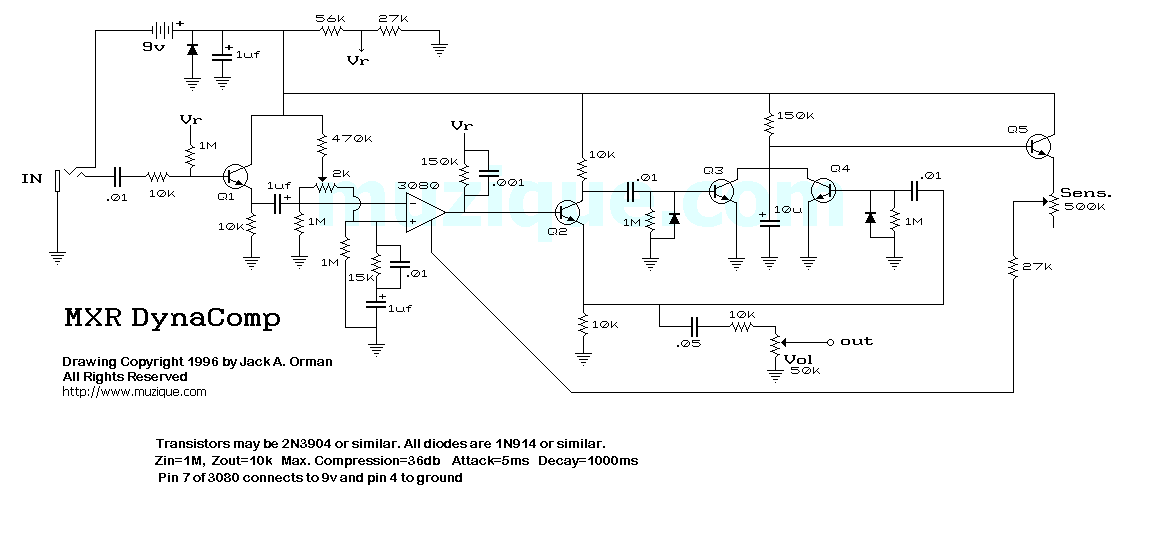 56k 27k
9v + + 1uf Vr
Vr Vr 150k Q5
1M 470k
150k 10k
IN .01 10k Q1 1uf + 2k 3080 .001 .01 Q3 Q4 .01 Sens.
500k
muzique.com
10k 1M - + Q2 1M + 10u 1M
1M 15k .01 27k
+ 1uf
MXR DynaComp 10k .05 10k
out
Vol
50k
Drawing Copyright 1996 by Jack A. Orman
All Rights Reserved
http://www.muzique.com
Transistors may be 2N3904 or similar. All diodes are 1N914 or similar.
Zin=1M, Zout=10k Max. Compression=36db Attack=5ms Decay=1000ms
Pin 7 of 3080 connects to 9v and pin 4 to ground